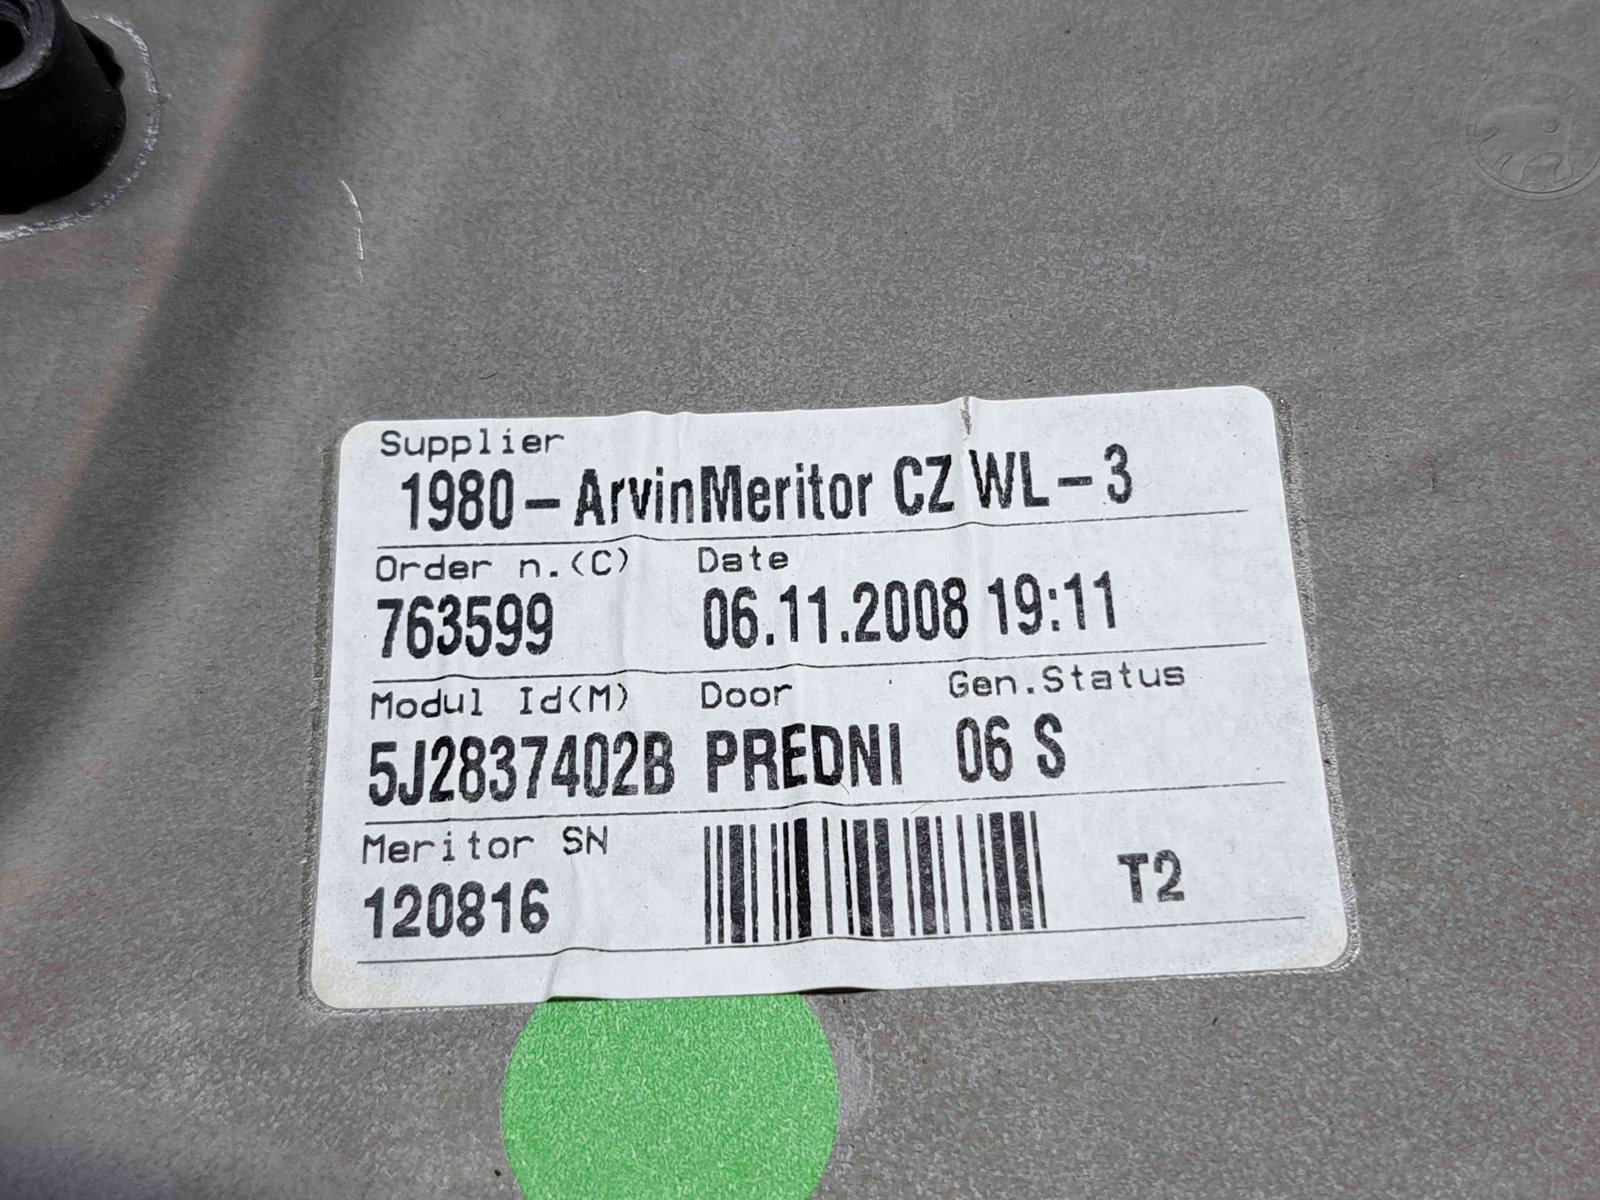 Supplier
1980-ArvinMeritor CZ WL-3
Order n.(C) Date
763599 06.11.2008 19:11
Modul Id(M) Door Gen.Status
5J2837402B PREDNI 06 S
Meritor SN
120816 T2